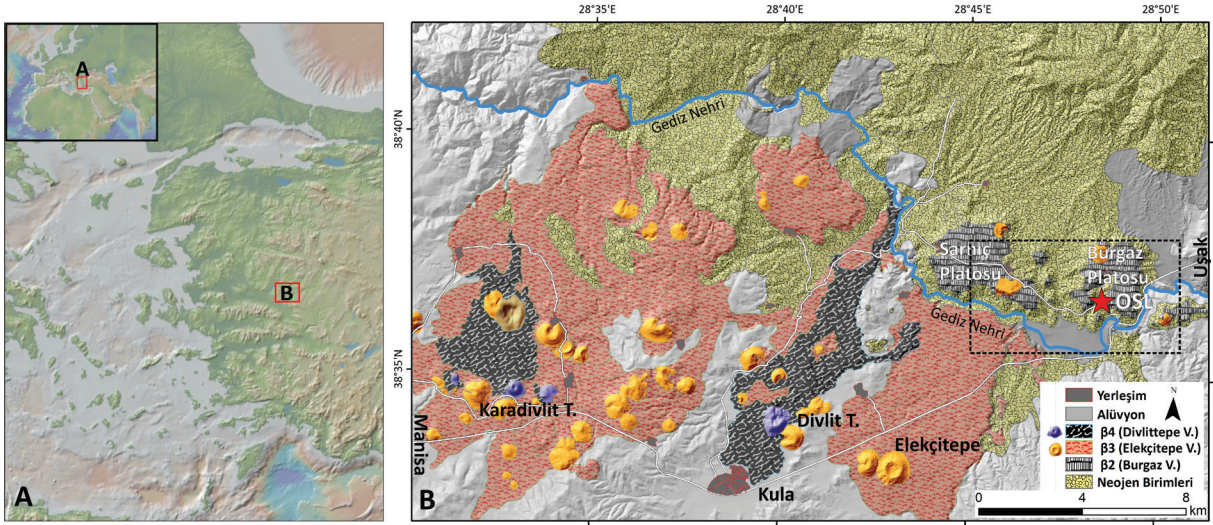 A
B
A
28°35'E
28°40'E
28°45'E
28°50'E
38°40'N
38°35'N
Gediz Nehri
Sarnıç
Platosu
Burgaz
Platosu
OSL
Uşak
Gediz Nehri
Karadivlit T.
Divlit T.
Elekçitepe
Manisa
Kula
B
N
Yerleşim
Alüvyon
β4 (Divlittepe V.)
β3 (Elekçitepe V.)
β2 (Burgaz V.)
Neojen Birimleri
0 4 8
km